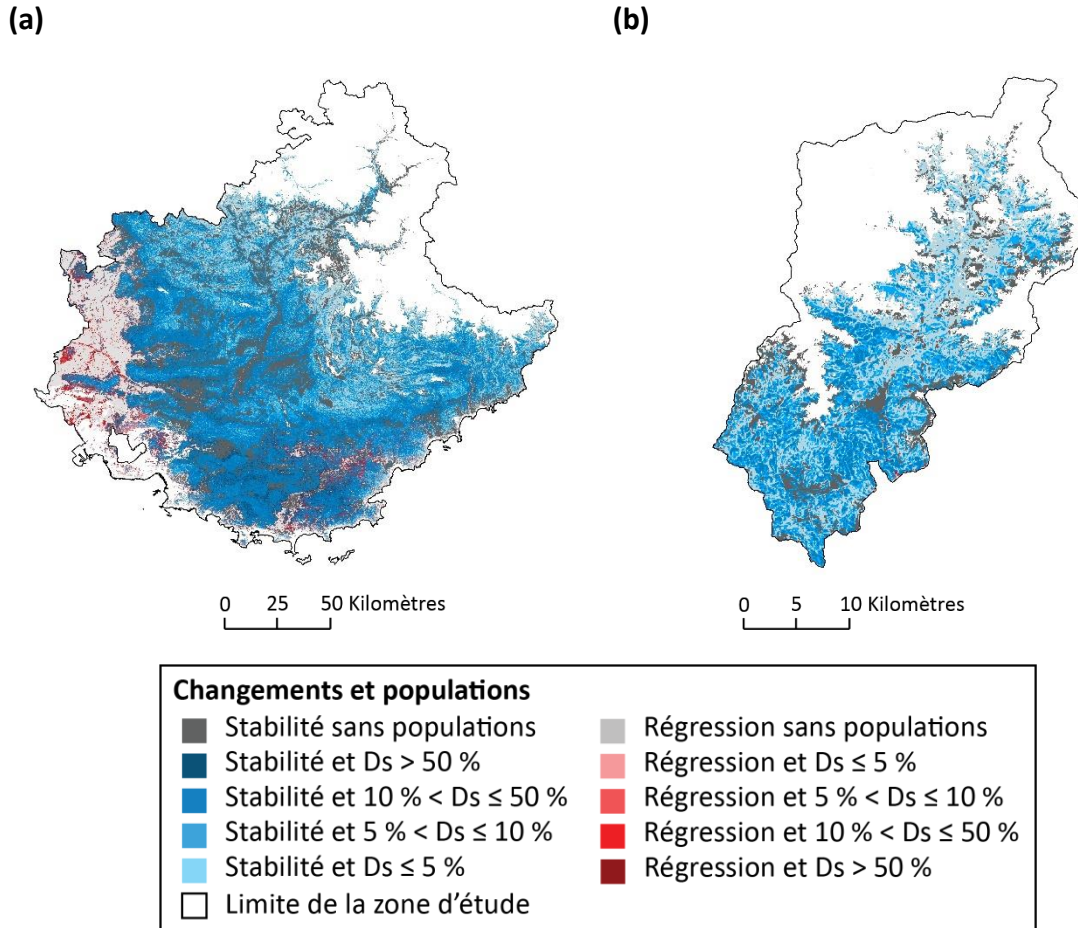 (a)
(b)
0 25 50 Kilomètres
0 5 10 Kilomètres
Changements et populations
Stabilité sans populations
Stabilité et Ds > 50 %
Stabilité et 10 % < Ds ≤ 50 %
Stabilité et 5 % < Ds ≤ 10 %
Stabilité et Ds ≤ 5 %
Limite de la zone d'étude
Régression sans populations
Régression et Ds ≤ 5 %
Régression et 5 % < Ds ≤ 10 %
Régression et 10 % < Ds ≤ 50 %
Régression et Ds > 50 %